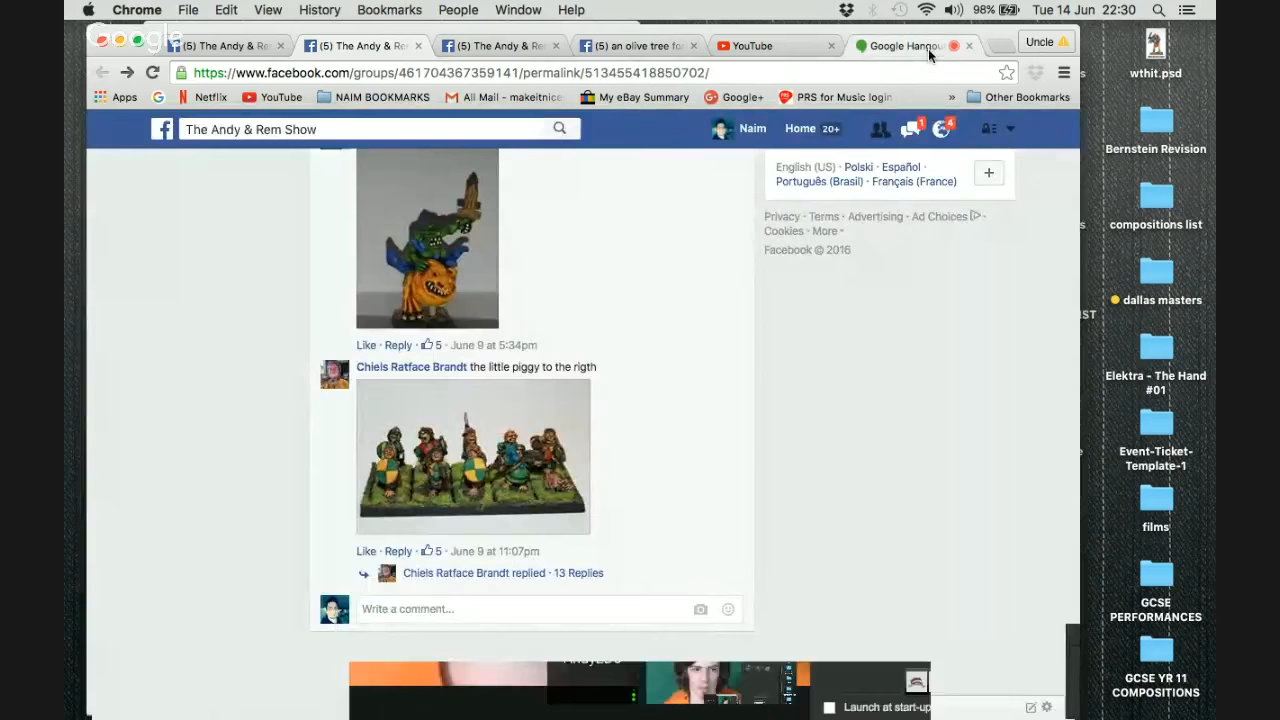 Chrome File Edit View History Bookmarks People Window Help 98% Tue 14 Jun 22:30
Google
(5) The Andy & Re (5) The Andy & Re (5) The Andy & Re (5) an olive tree for YouTube Google Hangou Uncle
https://www.facebook.com/groups/461704367359141/permalink/513455418850702/
Apps Netflix YouTube NAIM BOOKMARKS All Mail - makeitnice My eBay Summary Google+ PRS for Music login » Other Bookmarks
The Andy & Rem Show Naim Home 20+ 1 4
English (US) · Polski · Español ·
Português (Brasil) · Français (France)
Privacy · Terms · Advertising · Ad Choices ·
Cookies · More
Facebook © 2016
Like · Reply · 5 · June 9 at 5:34pm
Chiels Ratface Brandt the little piggy to the rigth
Like · Reply · 5 · June 9 at 11:07pm
Chiels Ratface Brandt replied · 13 Replies
Write a comment...
Launch at start-up
wthit.psd
Bernstein Revision
compositions list
dallas masters
Elektra - The Hand
#01
Event-Ticket-
Template-1
films
GCSE
PERFORMANCES
GCSE YR 11
COMPOSITIONS